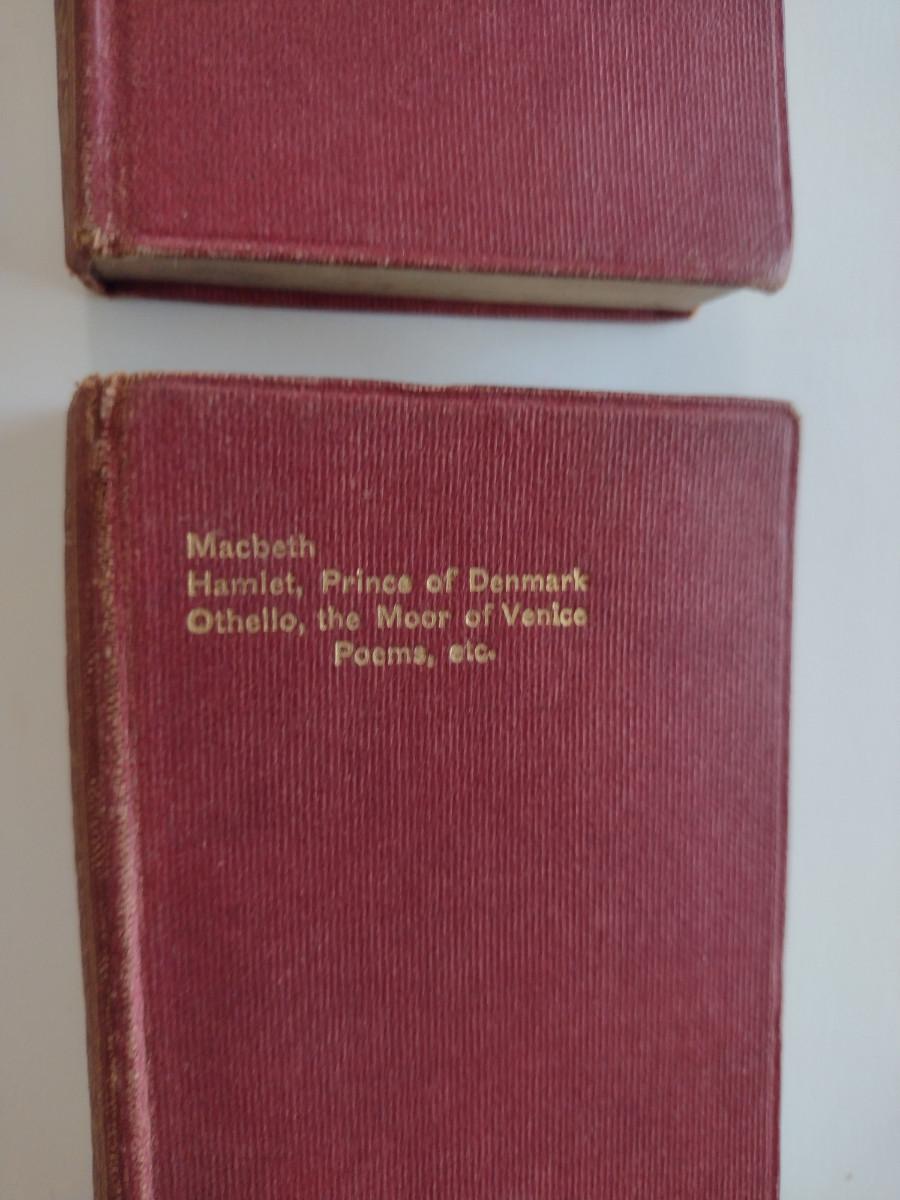 Macbeth
Hamlet, Prince of Denmark
Othello, the Moor of Venice
Poems, etc.